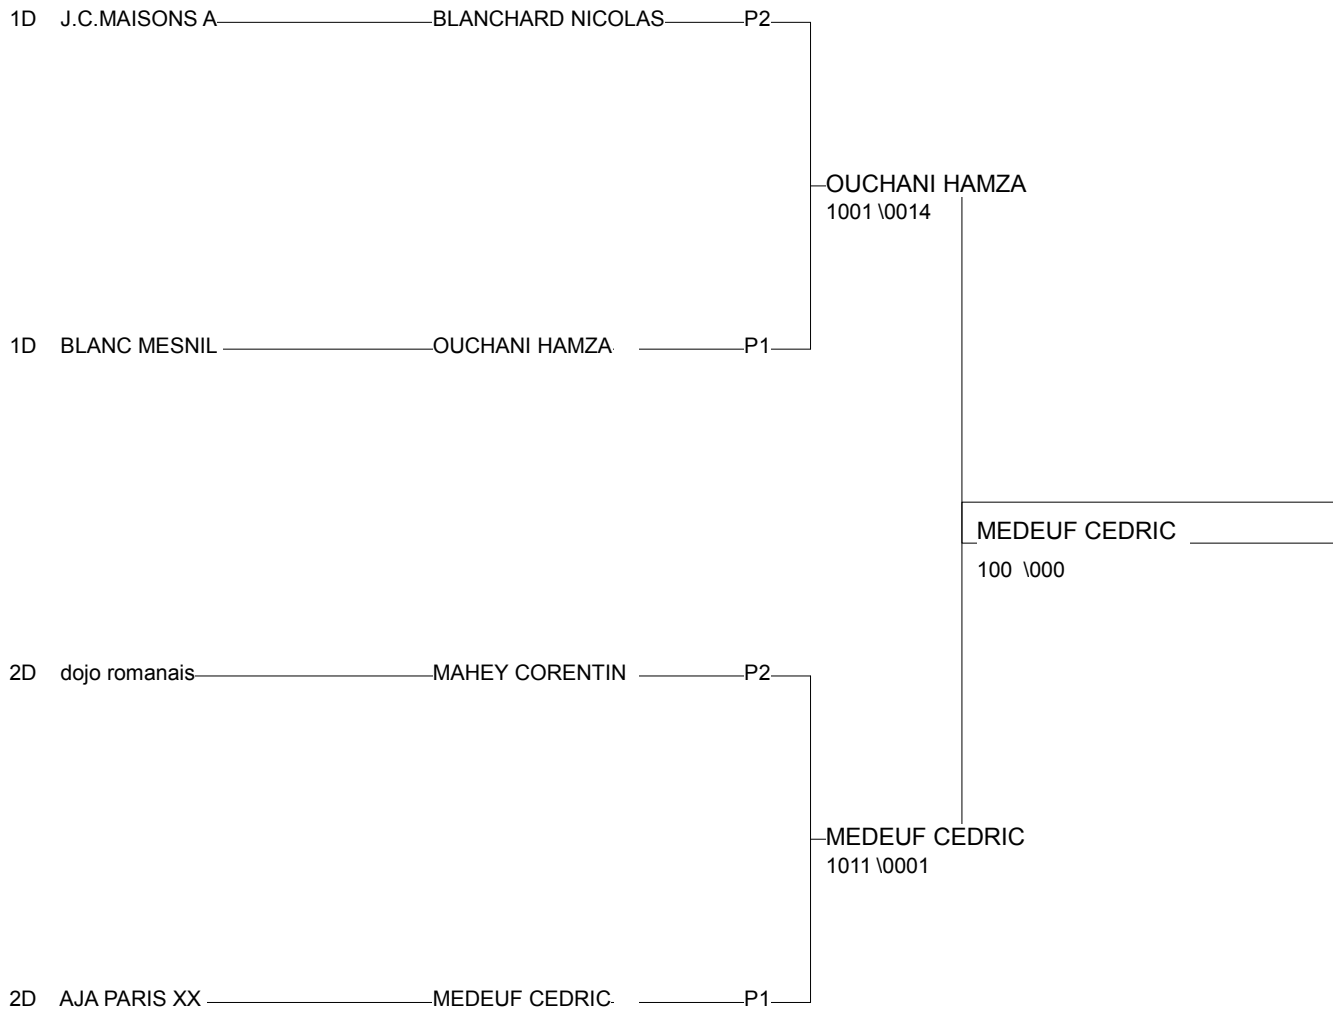 1D J.C.MAISONS A BLANCHARD NICOLAS P2
OUCHANI HAMZA
1001 \0014
1D BLANC MESNIL OUCHANI HAMZA P1
MEDEUF CEDRIC
100 \000
2D dojo romanais MAHEY CORENTIN P2
MEDEUF CEDRIC
1011 \0001
2D AJA PARIS XX MEDEUF CEDRIC P1